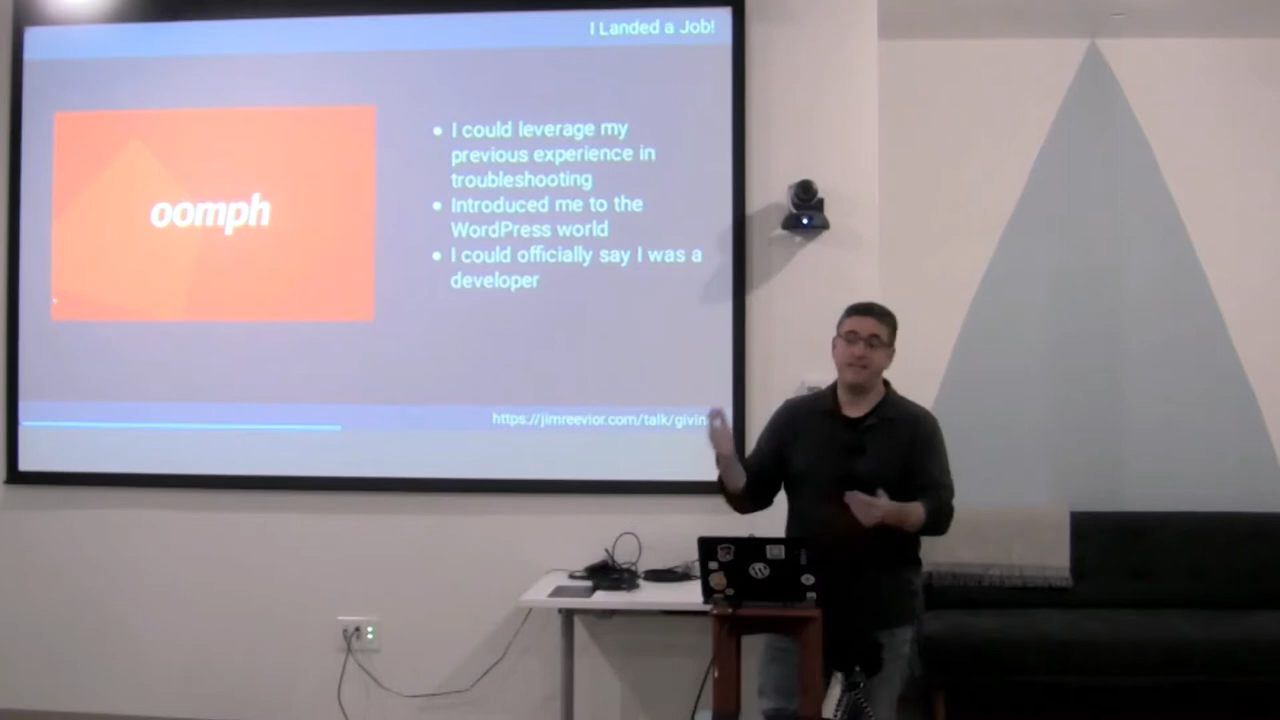 I Landed a Job!
oomph
• I could leverage my
previous experience in
troubleshooting
• Introduced me to the
WordPress world
• I could officially say I was a
developer
https://jimreevior.com/talk/givin